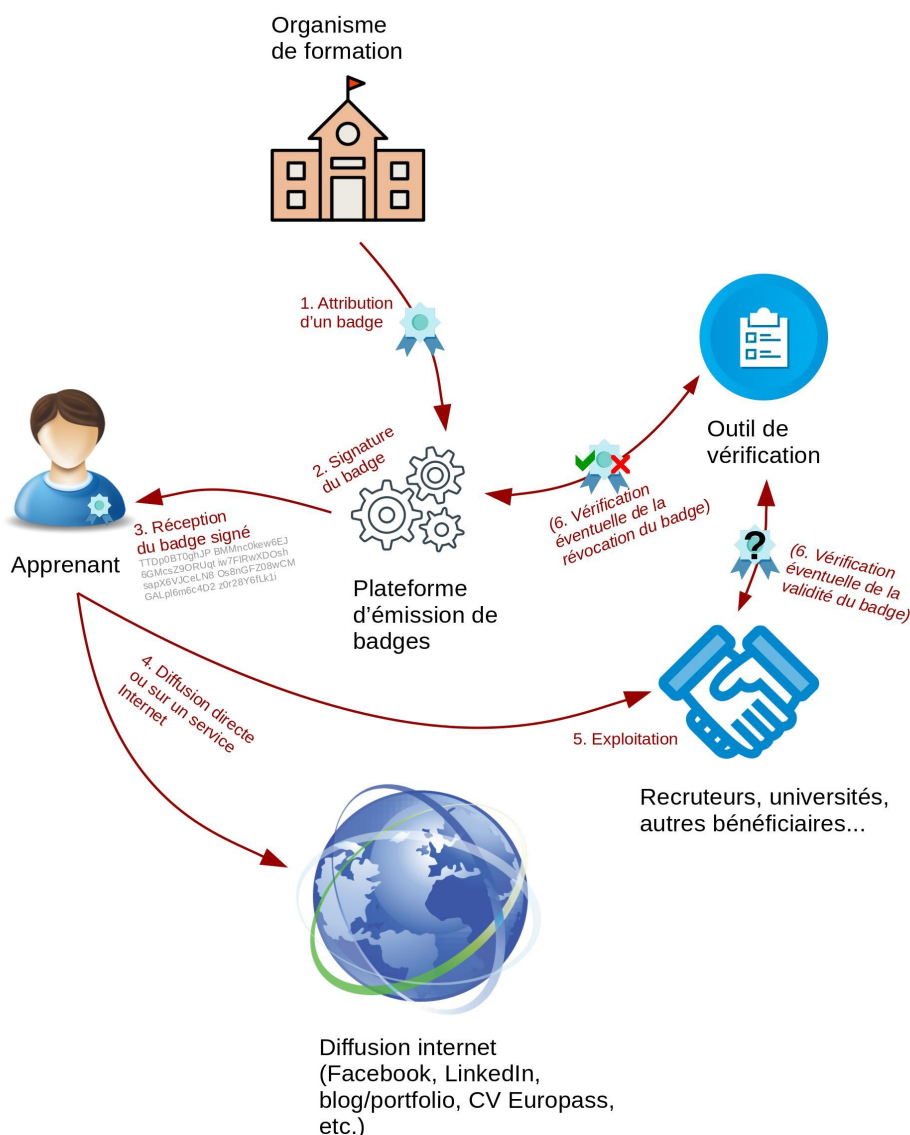 Organisme
de formation
1. Attribution
d'un badge
Outil de
vérification
2. Signature
du badge
(6. Vérification
éventuelle de la
révocation du badge)
3. Réception
du badge signé
TTDp0BT0ghJP BMMnc0kew6EJ
6GMcsZ9ORUqt iw7FIRwXDOsh
sapX6VJCeLN8 Os8nGFZ08wCM
GALpl6m6c4D2 z0r28Y6fLk1i
?
(6. Vérification
éventuelle de la
validité du badge)
Apprenant
Plateforme
d'émission de
badges
4. Diffusion directe
ou sur un service
Internet
5. Exploitation
Recruteurs, universités,
autres bénéficiaires...
Diffusion internet
(Facebook, LinkedIn,
blog/portfolio, CV Europass,
etc.)